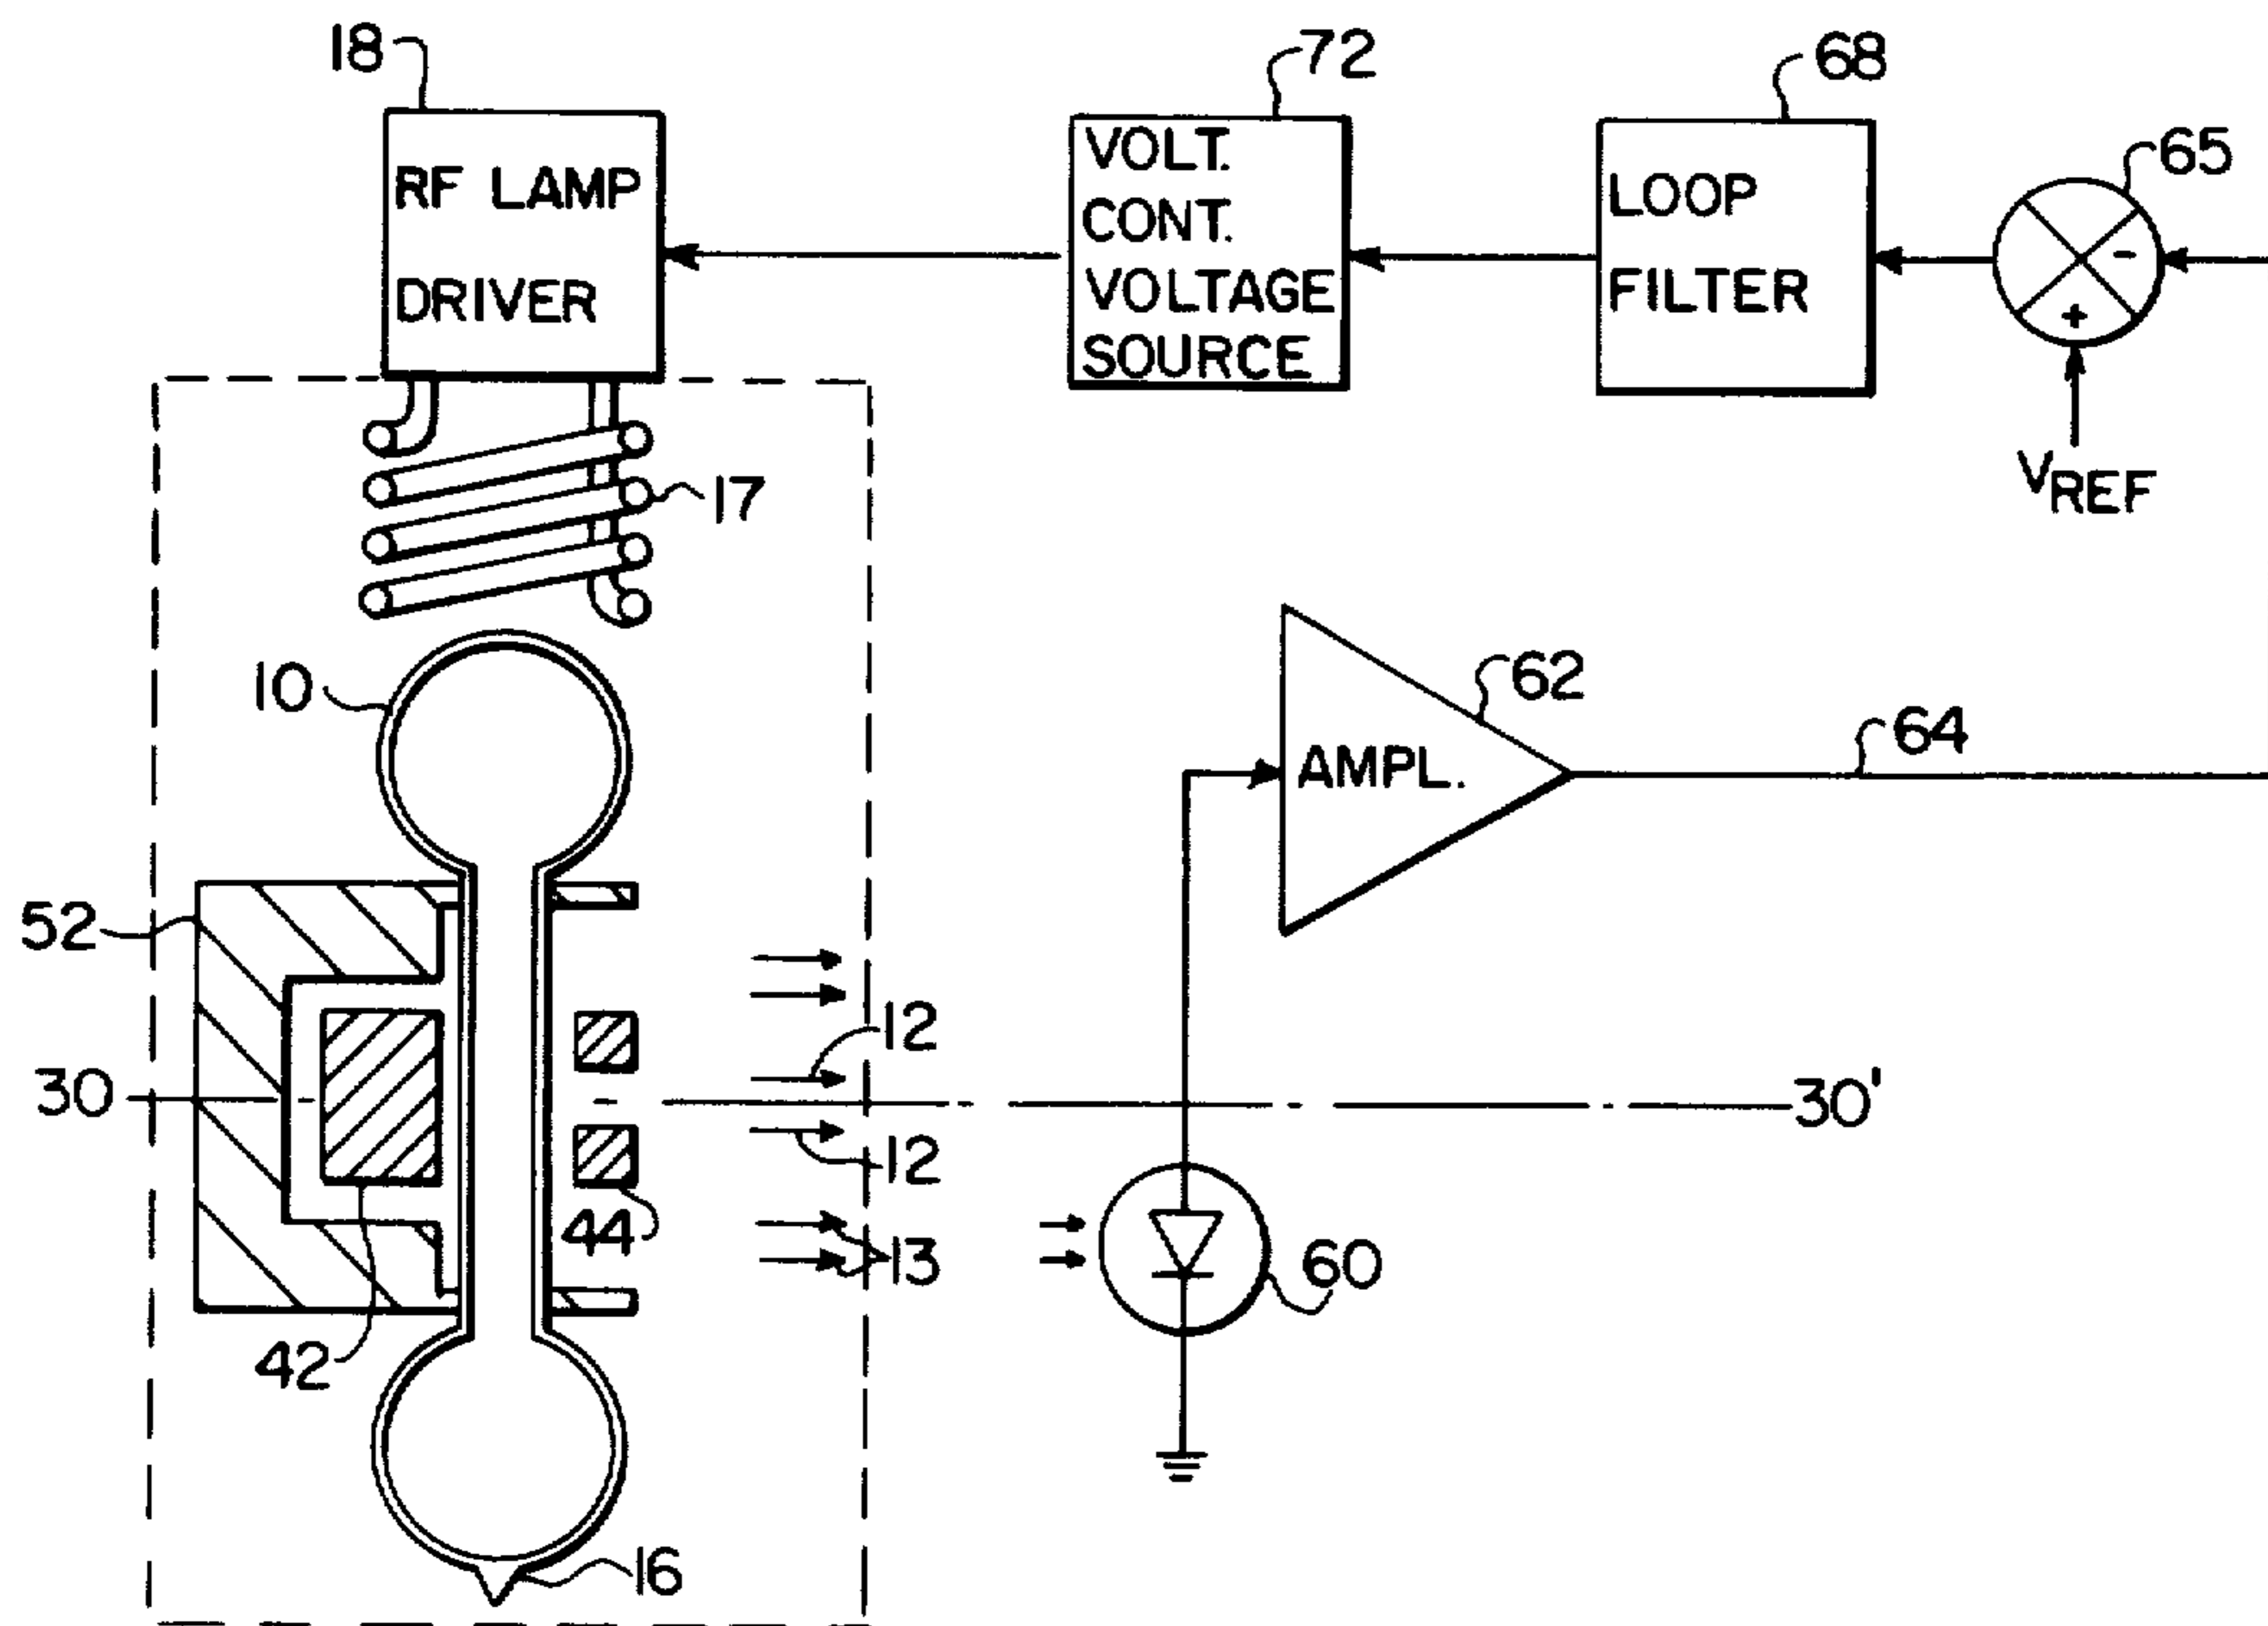 18
72
68
65
RF LAMP
DRIVER
VOLT.
CONT.
VOLTAGE
SOURCE
LOOP
FILTER
-
+
VREF
17
10
62
64
AMPL.
52
12
30
30'
12
44
13
60
42
16